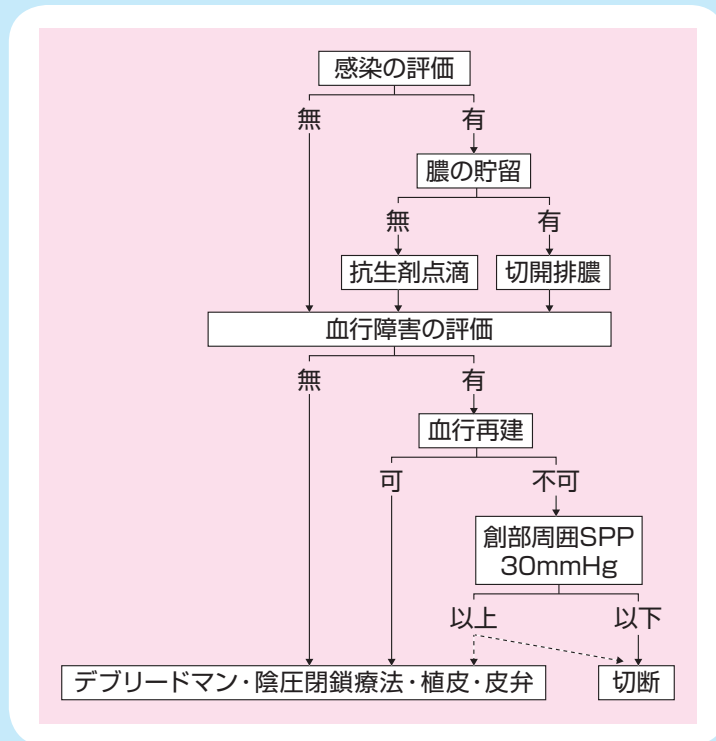 感染の評価
無
有
膿の貯留
無
有
抗生剤点滴
切開排膿
血行障害の評価
無
有
血行再建
可
不可
創部周囲SPP
30mmHg
以上
以下
デブリードマン・陰圧閉鎖療法・植皮・皮弁
切断